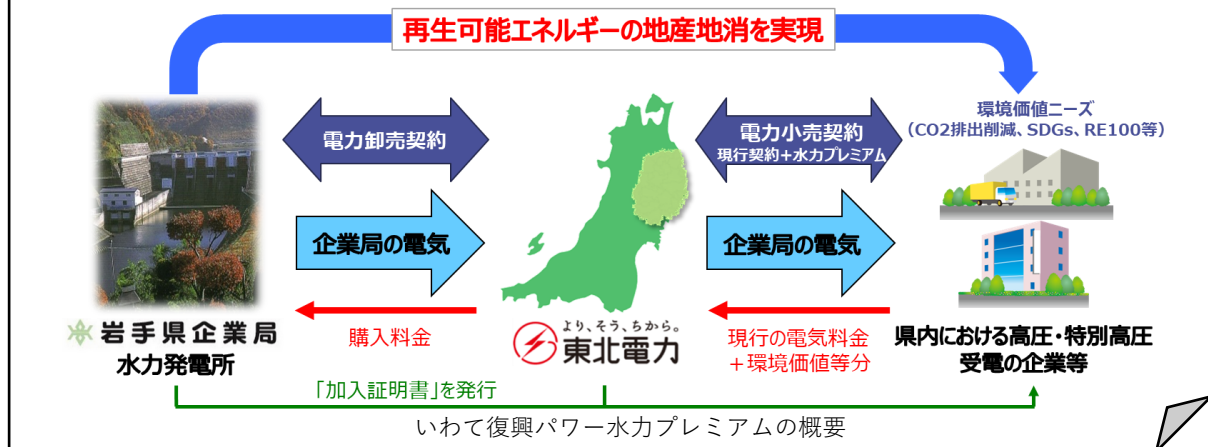 再生可能エネルギーの地産地消を実現
電力卸売契約
電力小売契約
現行契約+水力プレミアム
環境価値ニーズ
(CO2排出削減、SDGs、RE100等)
企業局の電気
企業局の電気
購入料金
現行の電気料金
+環境価値等分
岩手県企業局
水力発電所
より、そう、ちから。
東北電力
県内における高圧・特別高圧
受電の企業等
「加入証明書」を発行
いわて復興パワー水力プレミアムの概要